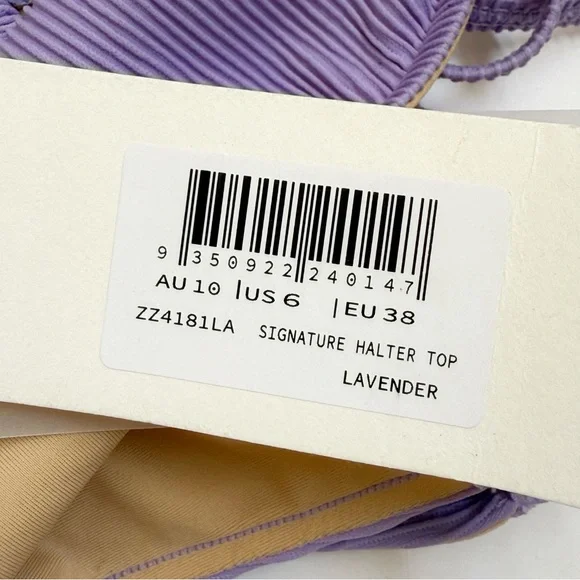 9 350922 240147
AU 10 | US 6 | EU 38
ZZ4181LA SIGNATURE HALTER TOP
LAVENDER